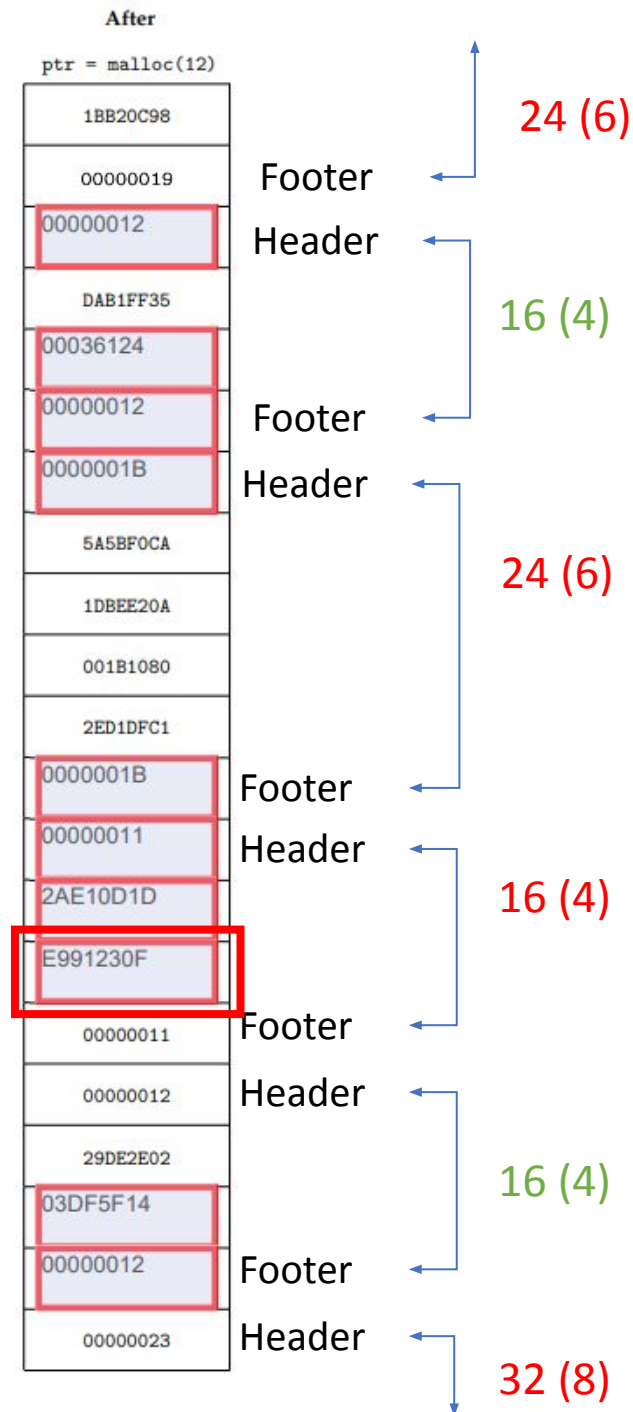 After
ptr = malloc(12)
1BB20C98
24 (6)
00000019 Footer
00000012 Header
DAB1FF35
16 (4)
00036124
00000012 Footer
0000001B Header
5A5BF0CA
24 (6)
1DBEE20A
001B1080
2ED1DFC1
0000001B Footer
00000011 Header
2AE10D1D
16 (4)
E991230F
00000011 Footer
00000012 Header
29DE2E02
16 (4)
03DF5F14
00000012 Footer
00000023 Header
32 (8)